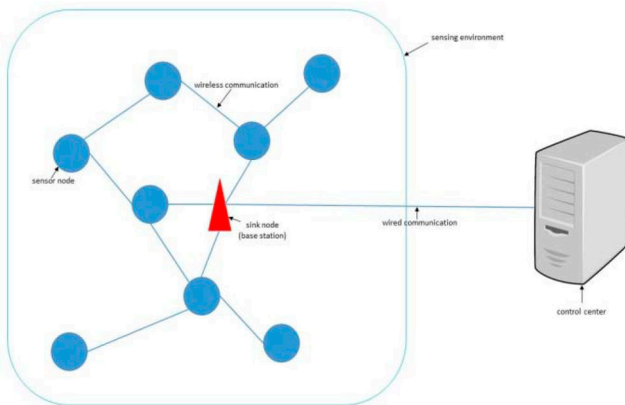 sensing environment
wireless communication
sensor node
sink node
(base station)
wired communication
control center